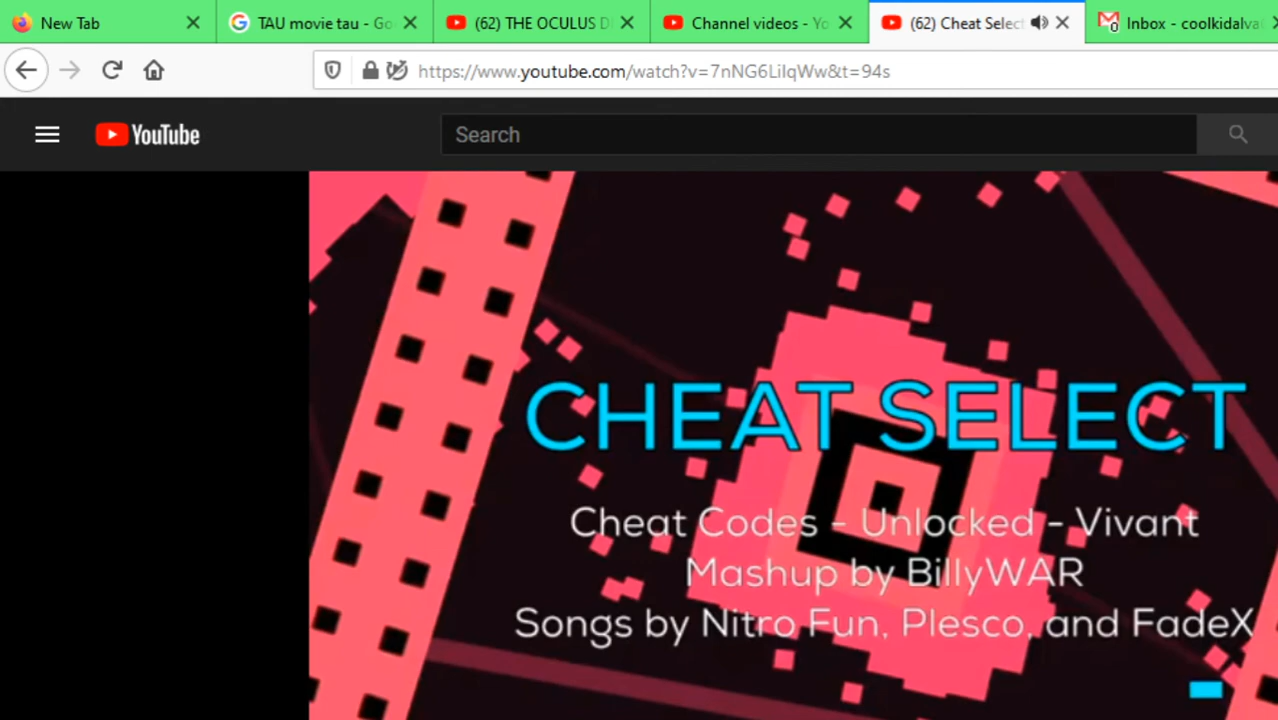 New Tab
TAU movie tau - Go
(62) THE OCULUS D
Channel videos - Yo
(62) Cheat Select
Inbox - coolkidalva
0
https://www.youtube.com/watch?v=7nNG6LiIqWw&t=94s
YouTube
Search
CHEAT SELECT
Cheat Codes - Unlocked - Vivant
Mashup by BillyWAR
Songs by Nitro Fun, Plesco, and FadeX